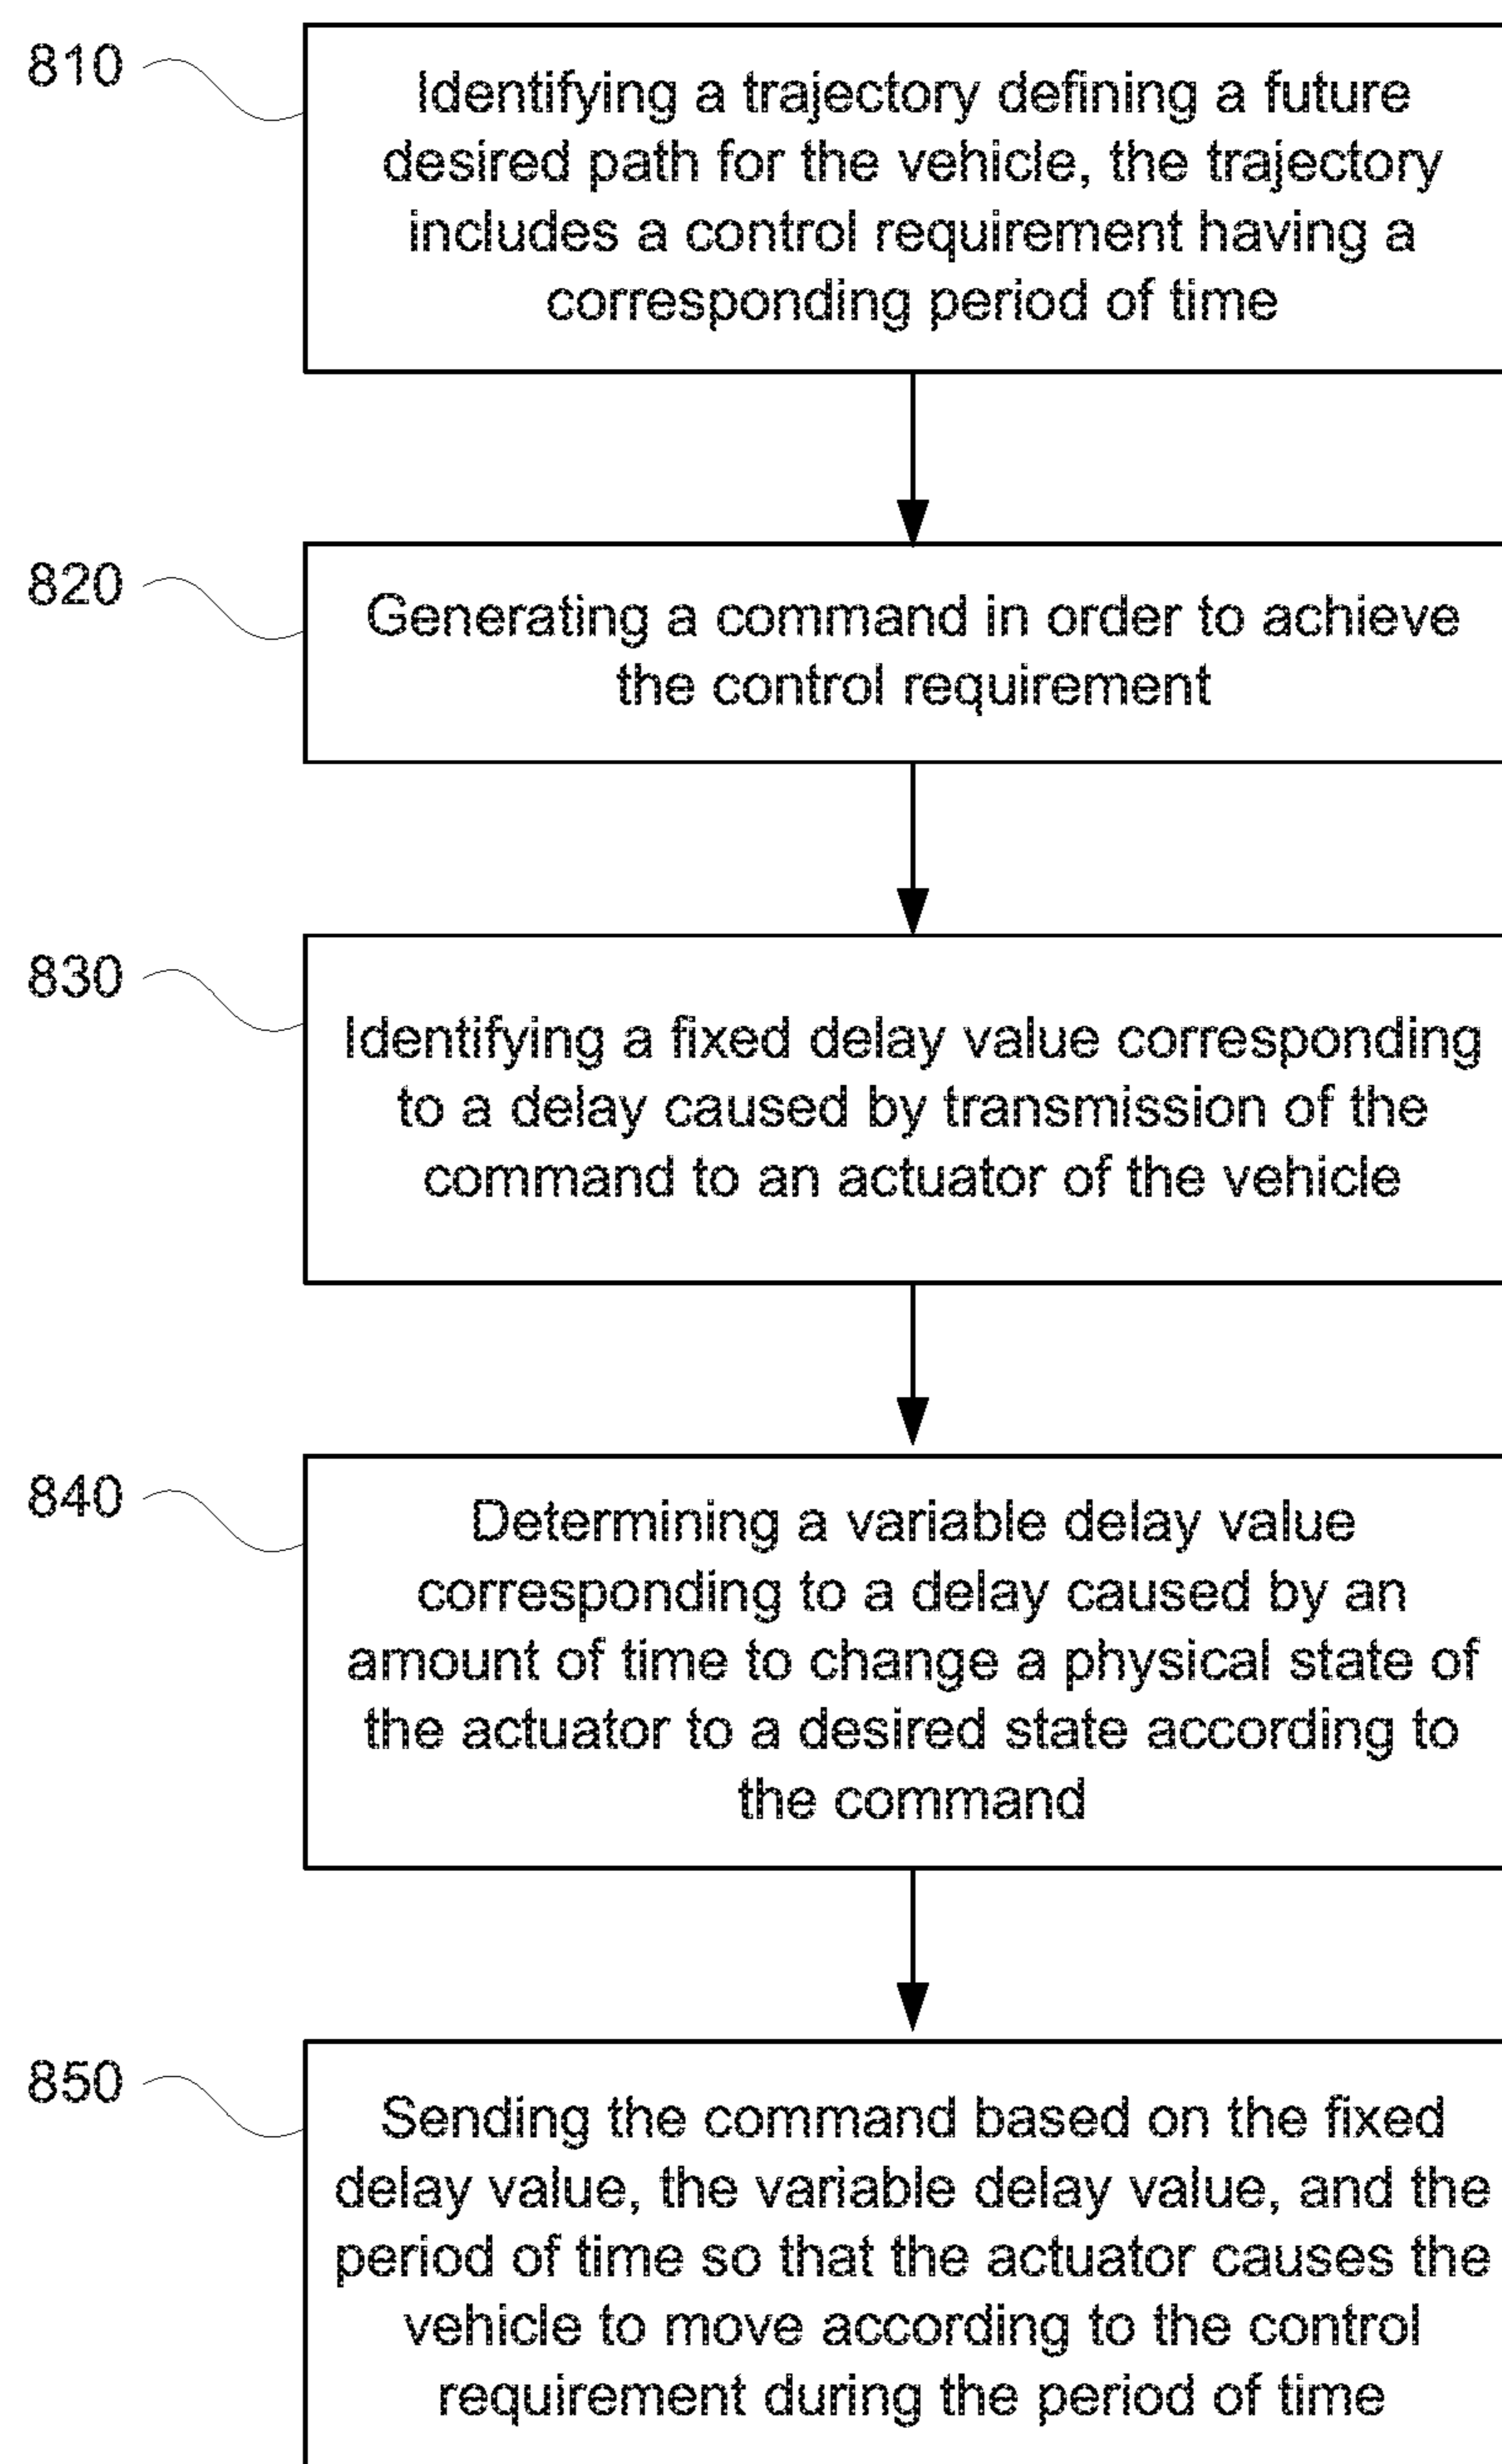 810
Identifying a trajectory defining a future
desired path for the vehicle, the trajectory
includes a control requirement having a
corresponding period of time
820
Generating a command in order to achieve
the control requirement
830
Identifying a fixed delay value corresponding
to a delay caused by transmission of the
command to an actuator of the vehicle
840
Determining a variable delay value
corresponding to a delay caused by an
amount of time to change a physical state of
the actuator to a desired state according to
the command
850
Sending the command based on the fixed
delay value, the variable delay value, and the
period of time so that the actuator causes the
vehicle to move according to the control
requirement during the period of time